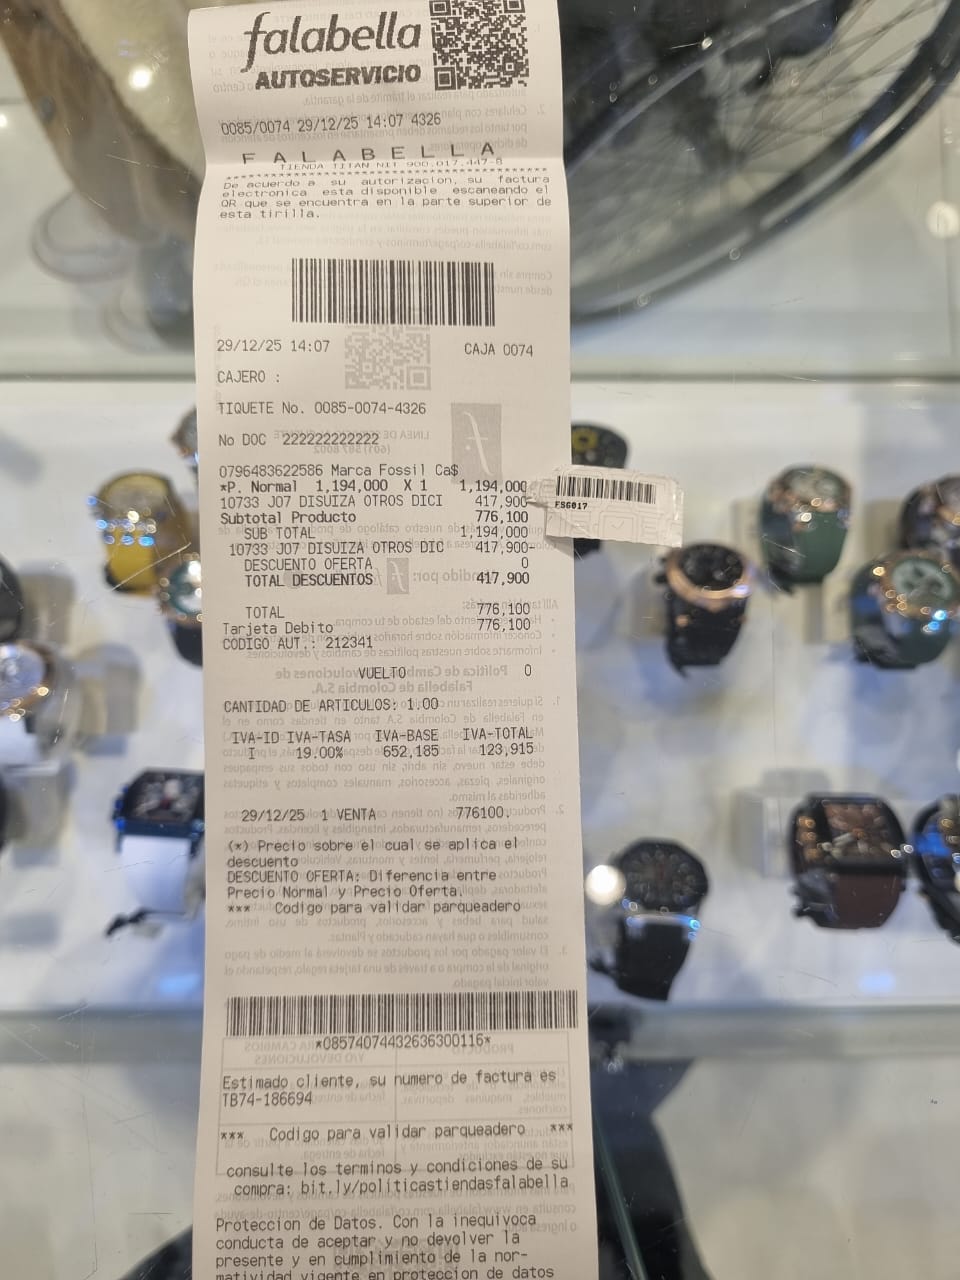 falabella
AUTOSERVICIO
0085/0074 29/12/25 14:07 4326
F A L A B E L L A
TIENDA TITAN NIT 900.017.447-8
****************************************
De acuerdo a su autorizacion, su factura
electronica esta disponible escaneando el
QR que se encuentra en la parte superior de
esta tirilla.
29/12/25 14:07 CAJA 0074
CAJERO :
TIQUETE No. 0085-0074-4326
No DOC 222222222222
0796483622586 Marca Fossil Ca$
*P. Normal 1,194,000 X 1 1,194,000
10733 JO7 DISUIZA OTROS DICI 417,900-
FSG017
Subtotal Producto 776,100
SUB TOTAL 1,194,000
10733 JO7 DISUIZA OTROS DIC 417,900-
DESCUENTO OFERTA 0
TOTAL DESCUENTOS 417,900
TOTAL 776,100
Tarjeta Debito 776,100
CODIGO AUT.: 212341
VUELTO 0
CANTIDAD DE ARTICULOS: 1.00
IVA-ID IVA-TASA IVA-BASE IVA-TOTAL
I 19.00% 652,185 123,915
29/12/25 1 VENTA 776100.
(*) Precio sobre el cual se aplica el
descuento
DESCUENTO OFERTA: Diferencia entre
Precio Normal y Precio Oferta.
*** Codigo para validar parqueadero
*08574074432636300116*
Estimado cliente, su numero de factura es
TB74-186694
*** Codigo para validar parqueadero ***
consulte los terminos y condiciones de su
compra: bit.ly/politicastiendasfalabella
Proteccion de Datos. Con la inequivoca
conducta de aceptar y no devolver la
presente y en cumplimiento de la nor-
matividad vigente en proteccion de datos